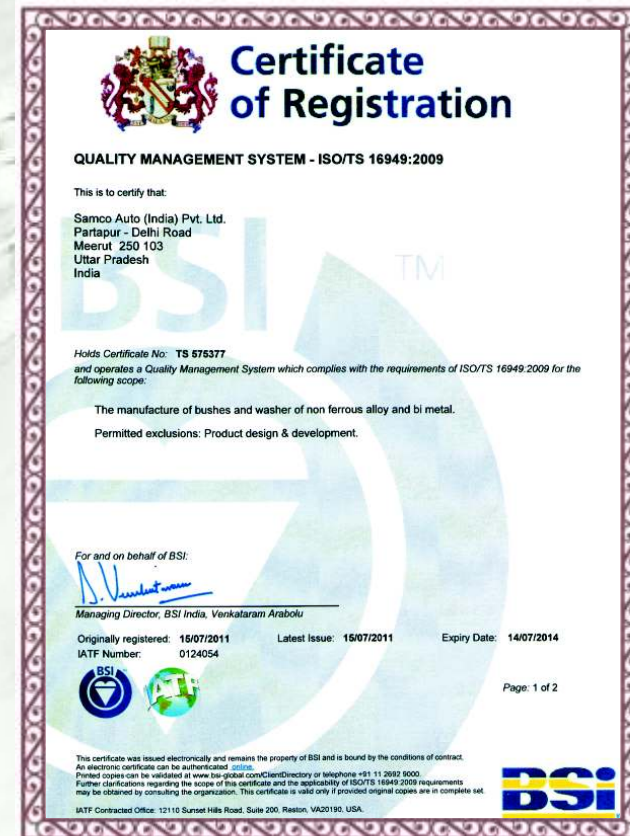 Certificate
of Registration
QUALITY MANAGEMENT SYSTEM - ISO/TS 16949:2009
This is to certify that:
Samco Auto (India) Pvt. Ltd.
Partapur - Delhi Road
Meerut 250 103
Uttar Pradesh
India
BSI
TM
Holds Certificate No: TS 575377
and operates a Quality Management System which complies with the requirements of ISO/TS 16949:2009 for the
following scope:
The manufacture of bushes and washer of non ferrous alloy and bi metal.
Permitted exclusions: Product design & development.
For and on behalf of BSI:
Managing Director, BSI India, Venkataram Arabolu
Originally registered: 15/07/2011 Latest Issue: 15/07/2011 Expiry Date: 14/07/2014
IATF Number: 0124054
BSI
IATF
Page: 1 of 2
This certificate was issued electronically and remains the property of BSI and is bound by the conditions of contract.
An electronic certificate can be authenticated online.
Printed copies can be validated at www.bsi-global.com/ClientDirectory or telephone +91 11 2692 9000.
Further clarifications regarding the scope of this certificate and the applicability of ISO/TS 16949:2009 requirements
may be obtained by consulting the organization. This certificate is valid only if provided original copies are in complete set.
BSi
IATF Contracted Office: 12110 Sunset Hills Road, Suite 200, Reston, VA20190, USA.